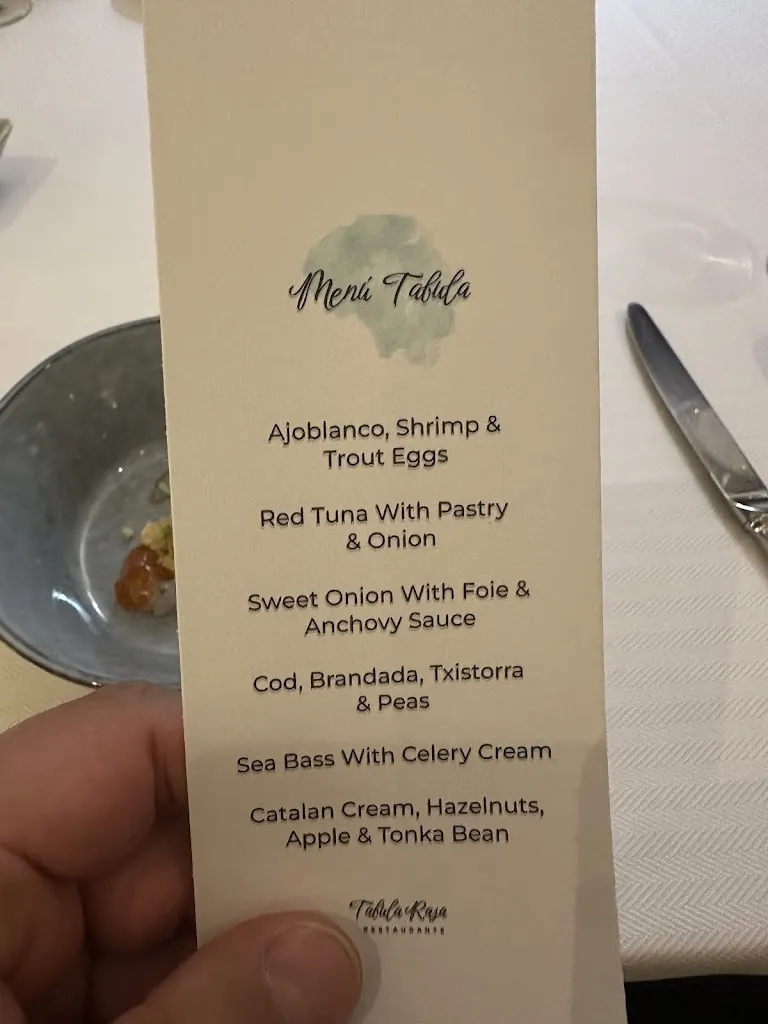 Menú Tabula
Ajoblanco, Shrimp &
Trout Eggs
Red Tuna With Pastry
& Onion
Sweet Onion With Foie &
Anchovy Sauce
Cod, Brandada, Txistorra
& Peas
Sea Bass With Celery Cream
Catalan Cream, Hazelnuts,
Apple & Tonka Bean
Tabula Rasa
RESTAURANTE